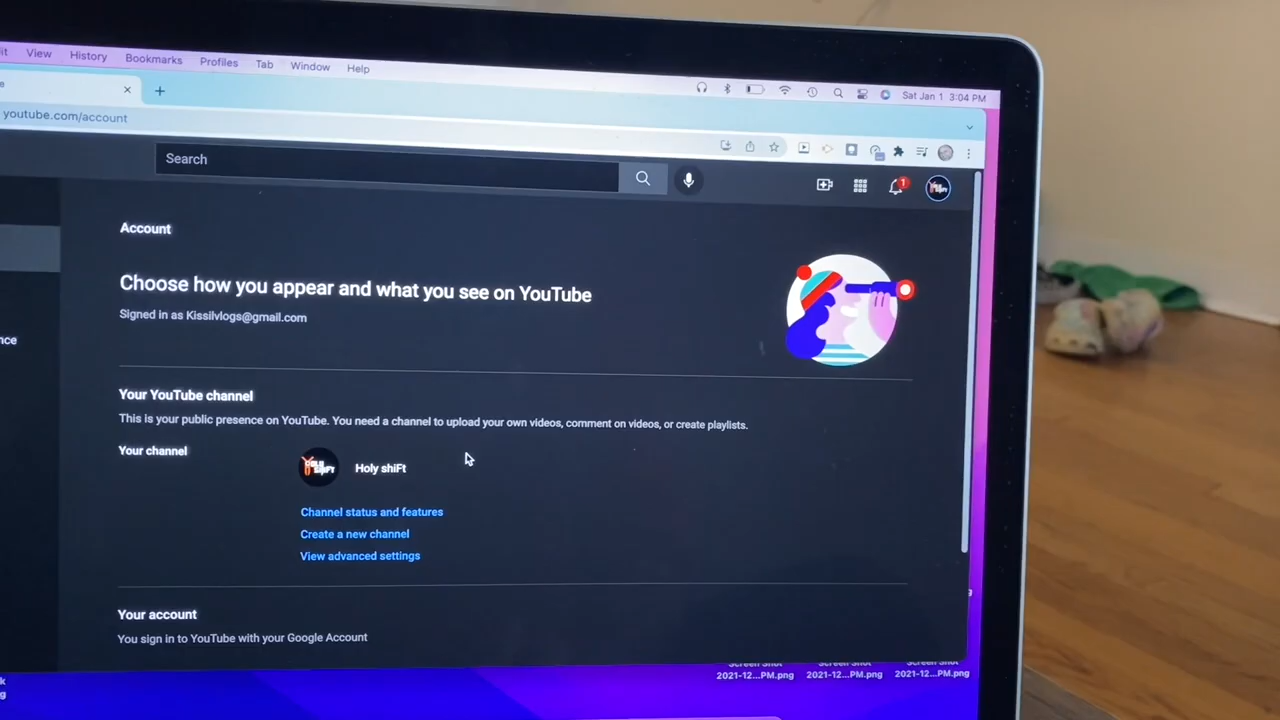 View History Bookmarks Profiles Tab Window Help
Sat Jan 1 3:04 PM
youtube.com/account
Search
1
Account
Choose how you appear and what you see on YouTube
Signed in as Kissilvlogs@gmail.com
nce
Your YouTube channel
This is your public presence on YouTube. You need a channel to upload your own videos, comment on videos, or create playlists.
Your channel
Holy shiFt
Channel status and features
Create a new channel
View advanced settings
Your account
You sign in to YouTube with your Google Account
Screen Shot Screen Shot Screen Shot
2021-12...PM.png 2021-12...PM.png 2021-12...PM.png